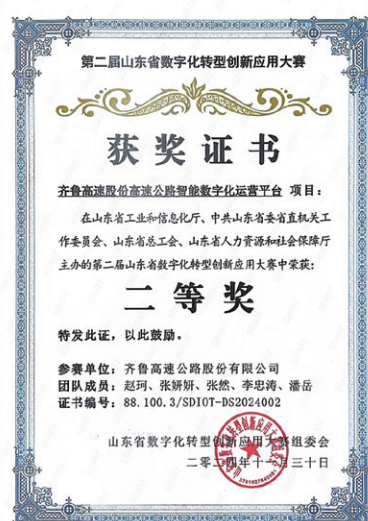 第二届山东省数字化转型创新应用大赛
获奖证书
齐鲁高速股份高速公路智能数字化运营平台 项目：
在山东省工业和信息化厅、中共山东省委省直机关工
作委员会、山东省总工会、山东省人力资源和社会保障厅
主办的第二届山东省数字化转型创新应用大赛中荣获：
二等奖
特发此证，以此鼓励。
参赛单位：齐鲁高速公路股份有限公司
团队成员：赵珂、张妍妍、张然、李忠涛、潘岳
证书编号：88.100.3/SDIOT-DS2024002
山东省数字化转型创新应用大赛组委会
二零二四年十一月三十日